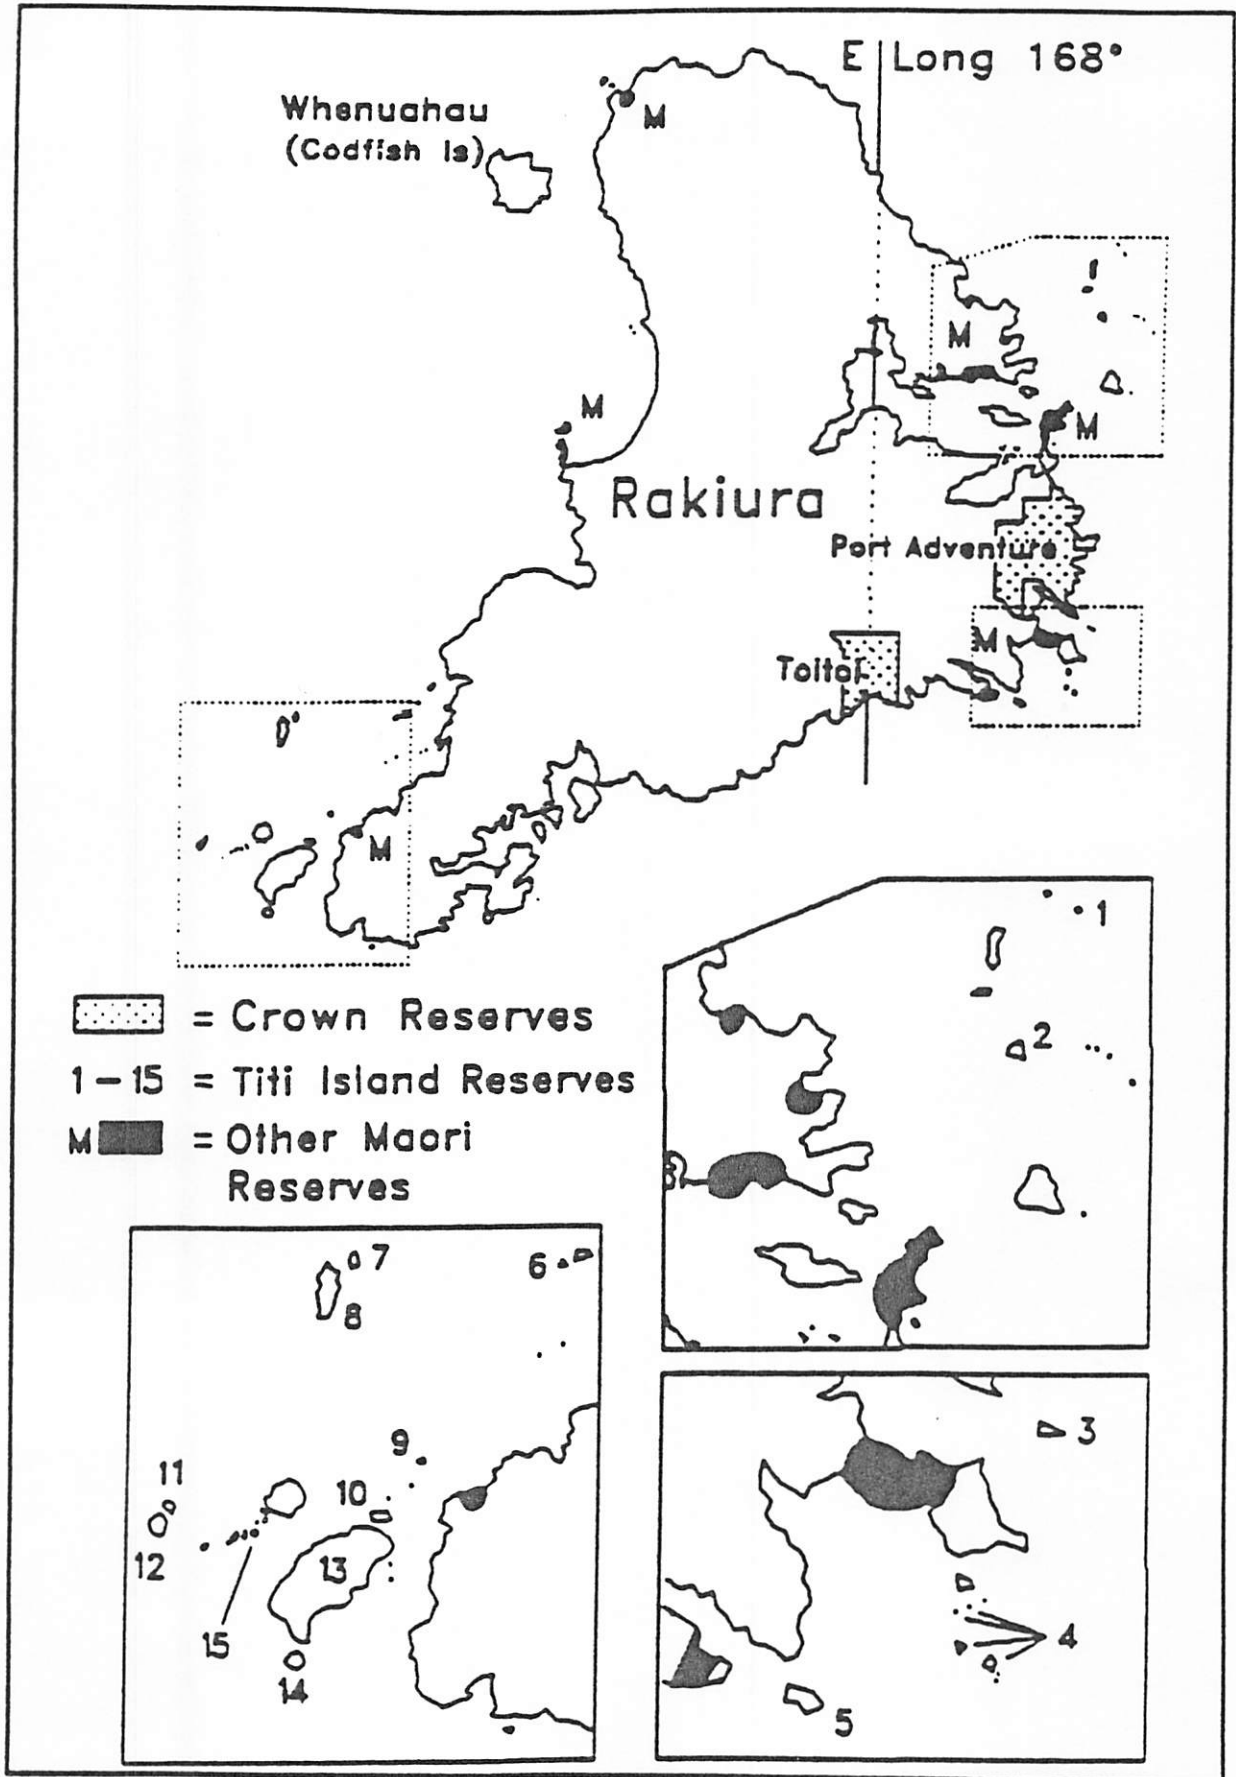 E Long 168°
Whenuahau
(Codfish Is)
M
M
M
M
Rakiura
Port Adventure
M
Toitoi
M
= Crown Reserves
1-15 = Titi Island Reserves
M = Other Maori
Reserves
1
2
3
4
5
6
7
8
9
10
11
12
13
14
15